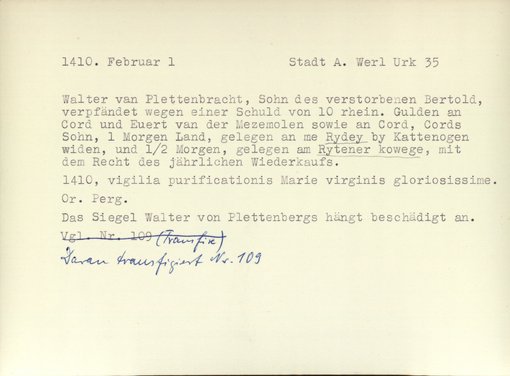 1410. Februar 1 Stadt A. Werl Urk 35
Walter van Plettenbracht, Sohn des verstorbenen Bertold,
verpfändet wegen einer Schuld von 10 rhein. Gulden an
Cord und Euert van der Mezemolen sowie an Cord, Cords
Sohn, 1 Morgen Land, gelegen an me Rydey by Kattenogen
widen, und 1/2 Morgen, gelegen am Rytener kowege, mit
dem Recht des jährlichen Wiederkaufs.
1410, vigilia purificationis Marie virginis gloriosissime.
Or. Perg.
Das Siegel Walter von Plettenbergs hängt beschädigt an.
Vgl. Nr. 109 (Transfix)
Daran transfigiert Nr. 109